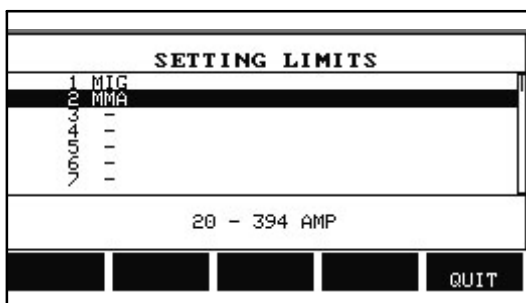 SETTING LIMITS
1 MIG
2 MMA
3 -
4 -
5 -
6 -
7 -
20 - 394 AMP
QUIT